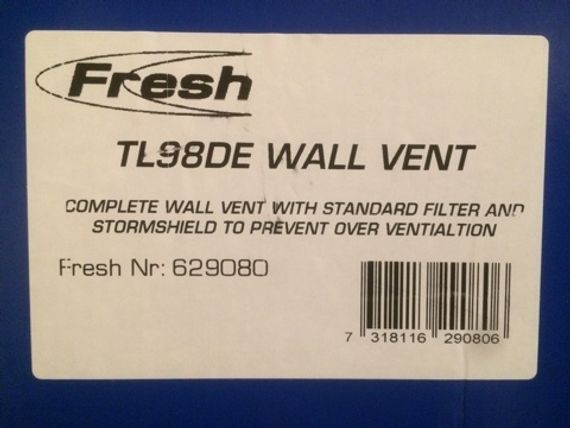 Fresh
TL98DE WALL VENT
COMPLETE WALL VENT WITH STANDARD FILTER AND
STORMSHIELD TO PREVENT OVER VENTIALTION
Fresh Nr: 629080
7 318116 290806